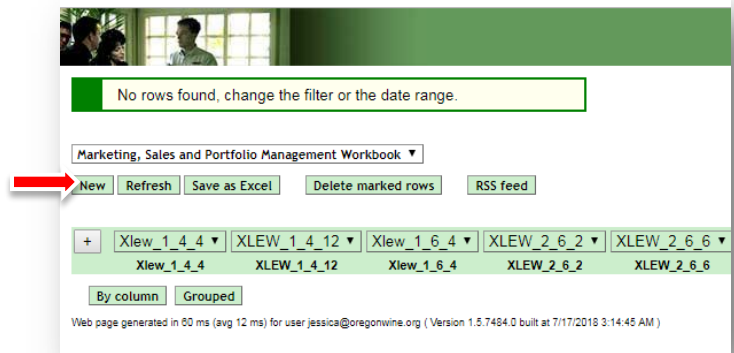 No rows found, change the filter or the date range.
Marketing, Sales and Portfolio Management Workbook ▼
New Refresh Save as Excel Delete marked rows RSS feed
+ Xlew_1_4_4 ▼ XLEW_1_4_12 ▼ Xlew_1_6_4 ▼ XLEW_2_6_2 ▼ XLEW_2_6_6 ▼
Xlew_1_4_4 XLEW_1_4_12 Xlew_1_6_4 XLEW_2_6_2 XLEW_2_6_6
By column Grouped
Web page generated in 60 ms (avg 12 ms) for user jessica@oregonwine.org ( Version 1.5.7484.0 built at 7/17/2018 3:14:45 AM )